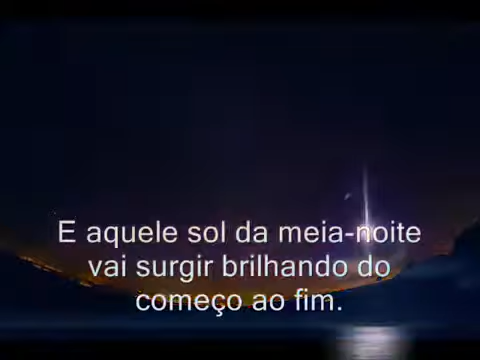 E aquele sol da meia-noite
vai surgir brilhando do
começo ao fim.